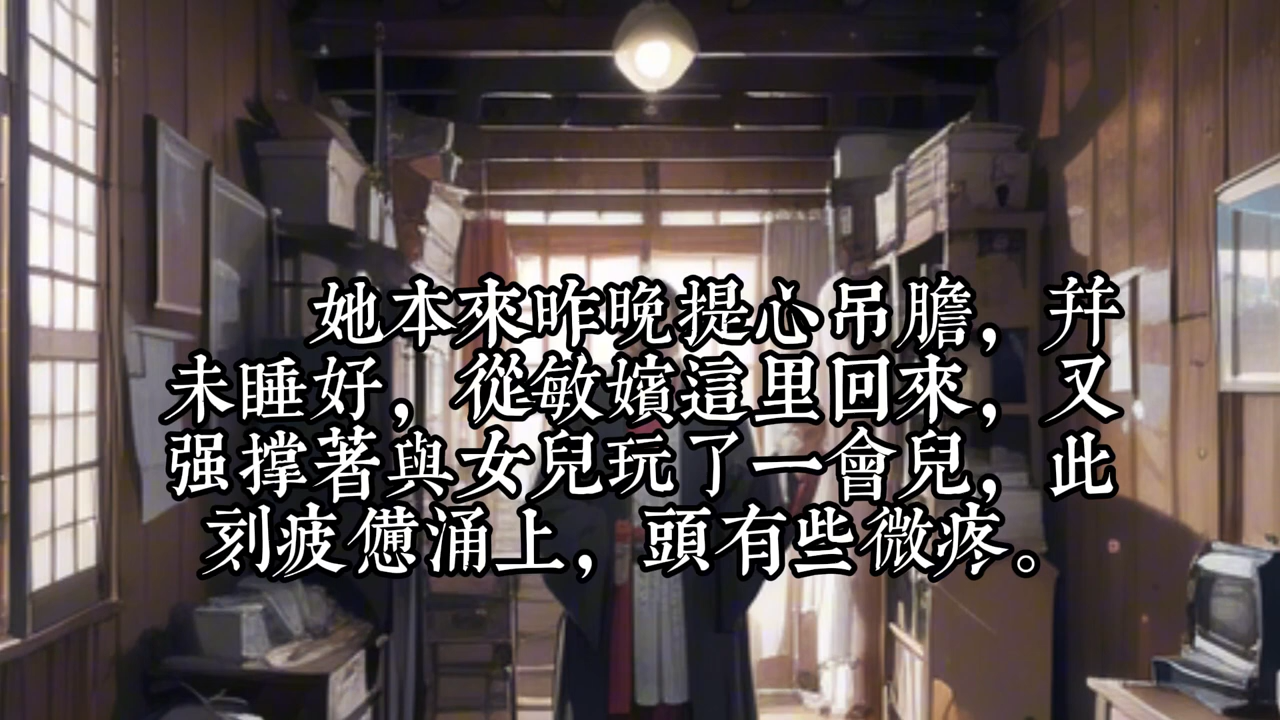 她本來昨晚提心吊膽，并
未睡好，從敏嬪這里回來，又
强撐著與女兒玩了一會兒，此
刻疲憊涌上，頭有些微疼。